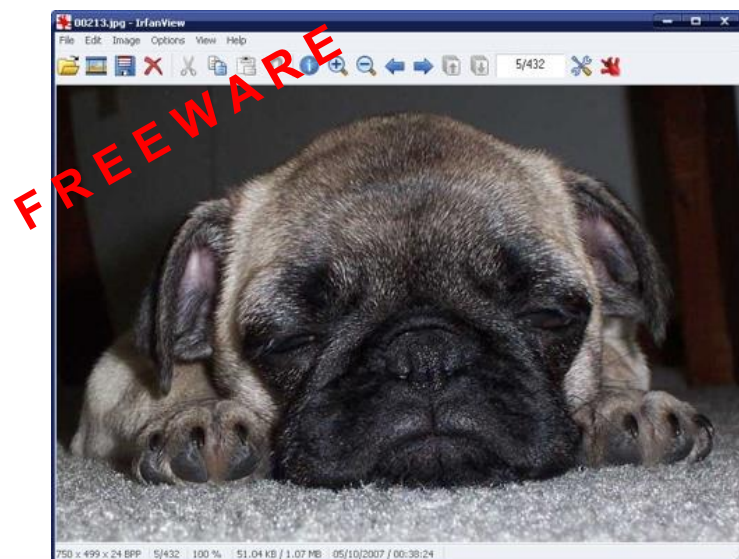 00213.jpg - IrfanView
File Edit Image Options View Help
5/432
FREEWARE
750 x 499 x 24 BPP 5/432 100 % 51.04 KB / 1.07 MB 05/10/2007 / 00:38:24